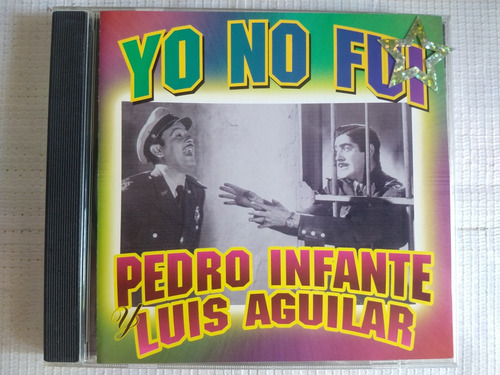 YO NO FUI
PEDRO INFANTE
Y LUIS AGUILAR